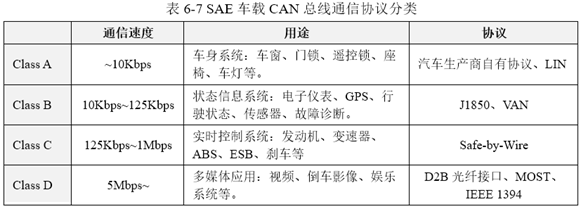 表 6-7 SAE 车载 CAN 总线通信协议分类
通信速度 用途 协议
Class A ~10Kbps 车身系统：车窗、门锁、遥控锁、座椅、车灯等。 汽车生产商自有协议、LIN
Class B 10Kbps~125Kbps 状态信息系统：电子仪表、GPS、行驶状态、传感器、故障诊断。 J1850、VAN
Class C 125Kbps~1Mbps 实时控制系统：发动机、变速器、ABS、ESB、刹车等 Safe-by-Wire
Class D 5Mbps~ 多媒体应用：视频、倒车影像、娱乐系统等。 D2B 光纤接口、MOST、IEEE 1394